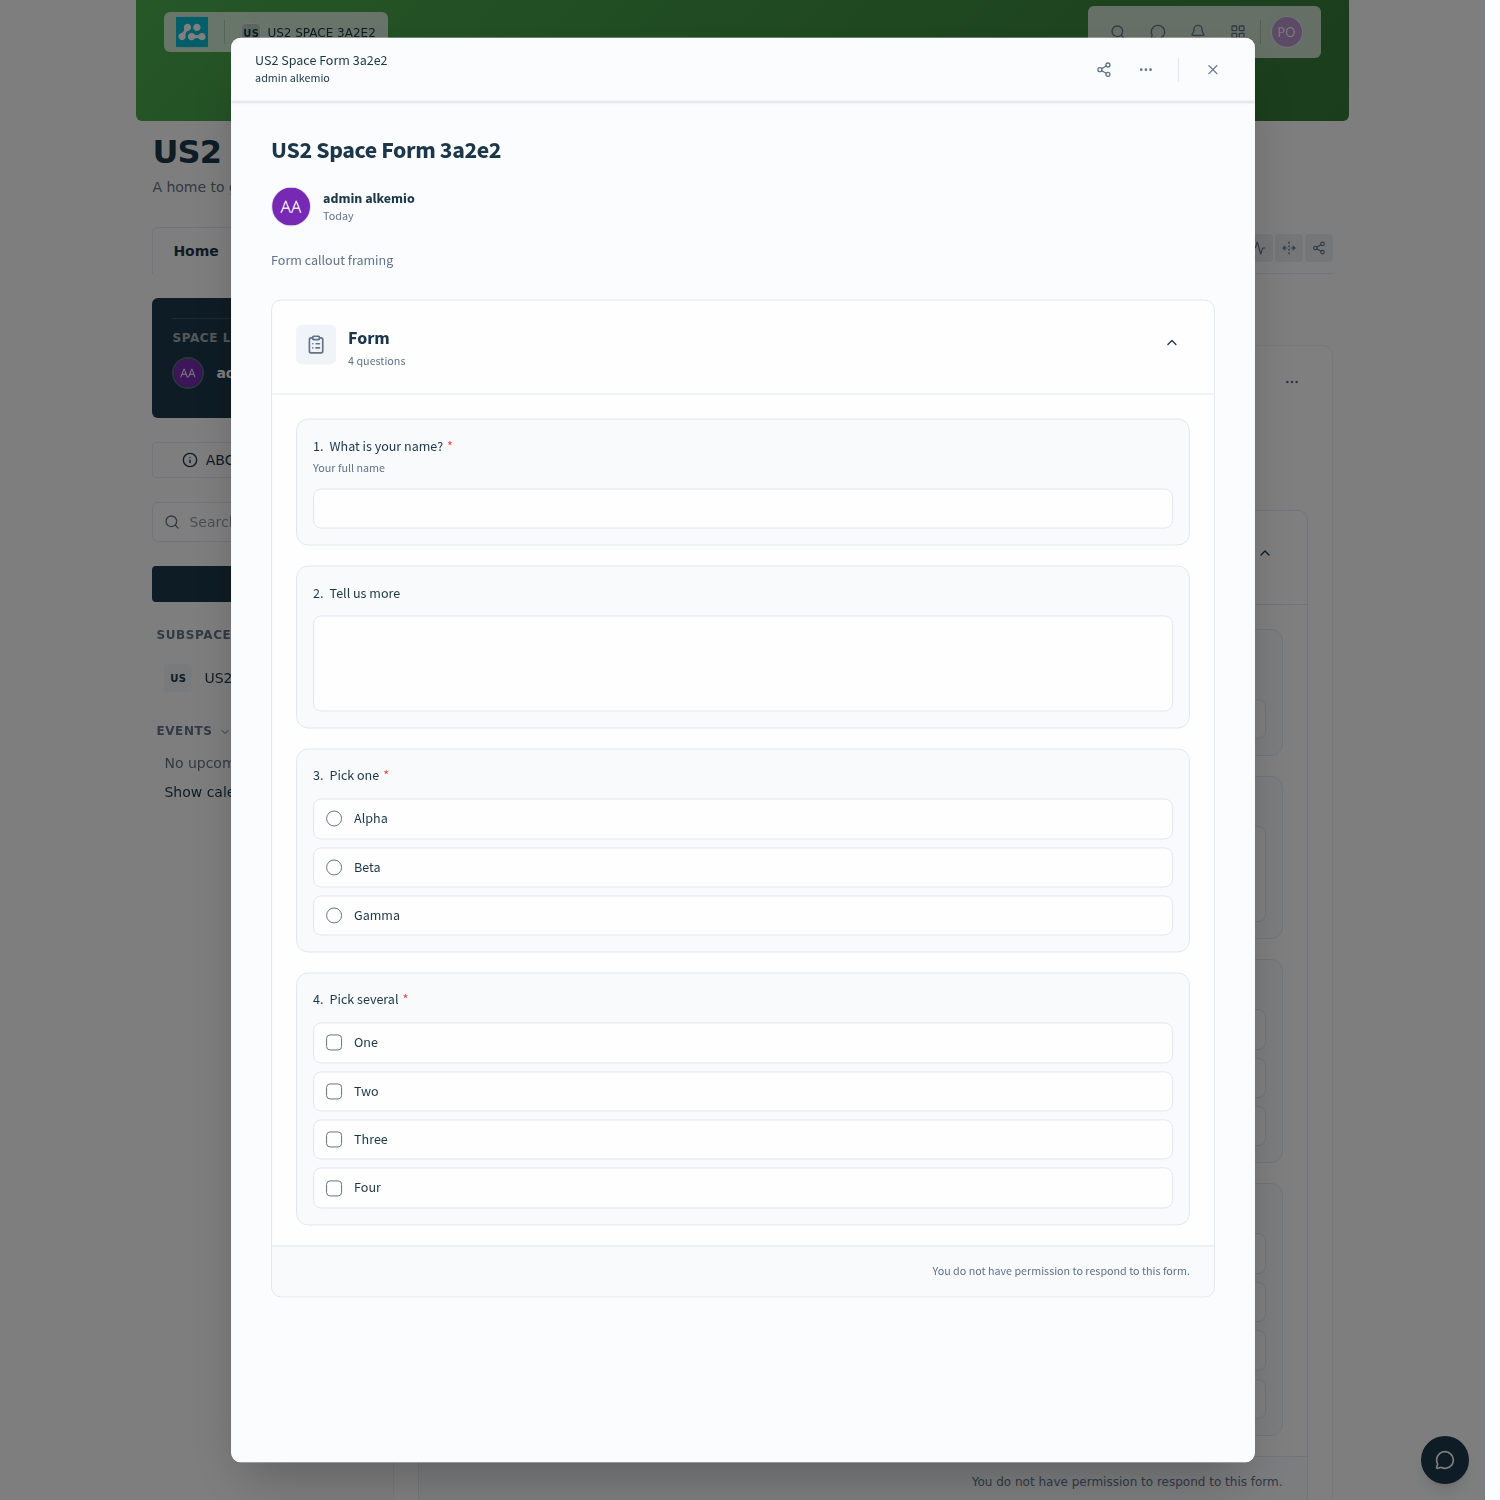 US US2 SPACE 3A2E2
PO
US2
A home to
Home
SPACE L
AA
ABO
Search
SUBSPACE
US US2
EVENTS
No upcom
Show cale
US2 Space Form 3a2e2
admin alkemio
US2 Space Form 3a2e2
AA
admin alkemio
Today
Form callout framing
Form
4 questions
1. What is your name? *
Your full name
2. Tell us more
3. Pick one *
Alpha
Beta
Gamma
4. Pick several *
One
Two
Three
Four
You do not have permission to respond to this form.
You do not have permission to respond to this form.